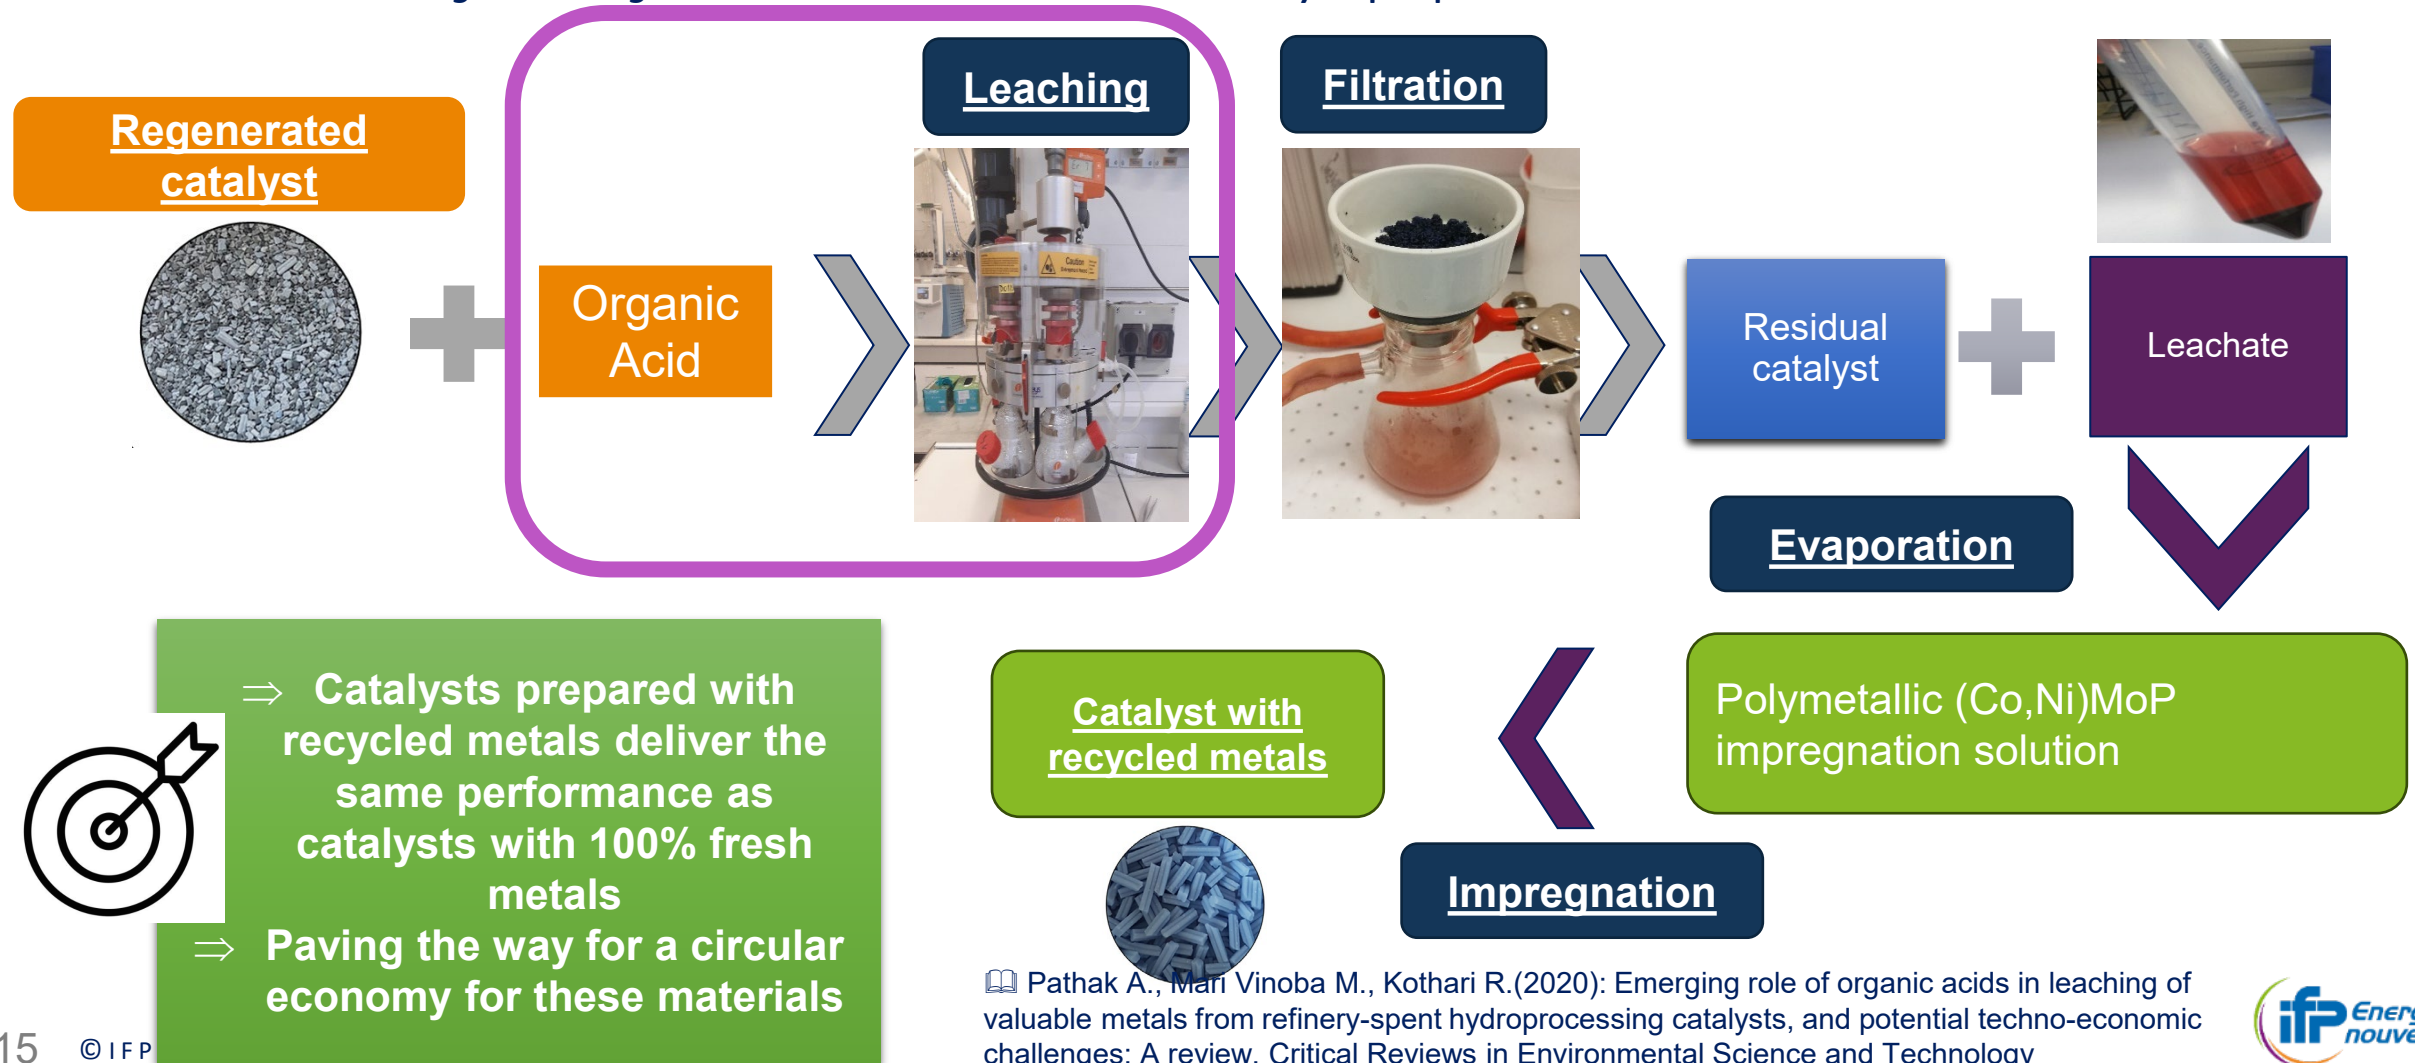 Regenerated
catalyst
Organic
Acid
Leaching
Caution
Filtration
Residual
catalyst
Leachate
Evaporation
Polymetallic (Co,Ni)MoP
impregnation solution
Impregnation
Catalyst with
recycled metals
⇒ Catalysts prepared with
recycled metals deliver the
same performance as
catalysts with 100% fresh
metals
⇒ Paving the way for a circular
economy for these materials
Pathak A., Mari Vinoba M., Kothari R.(2020): Emerging role of organic acids in leaching of
valuable metals from refinery-spent hydroprocessing catalysts, and potential techno-economic
challenges: A review. Critical Reviews in Environmental Science and Technology
15 © I F P
ifp